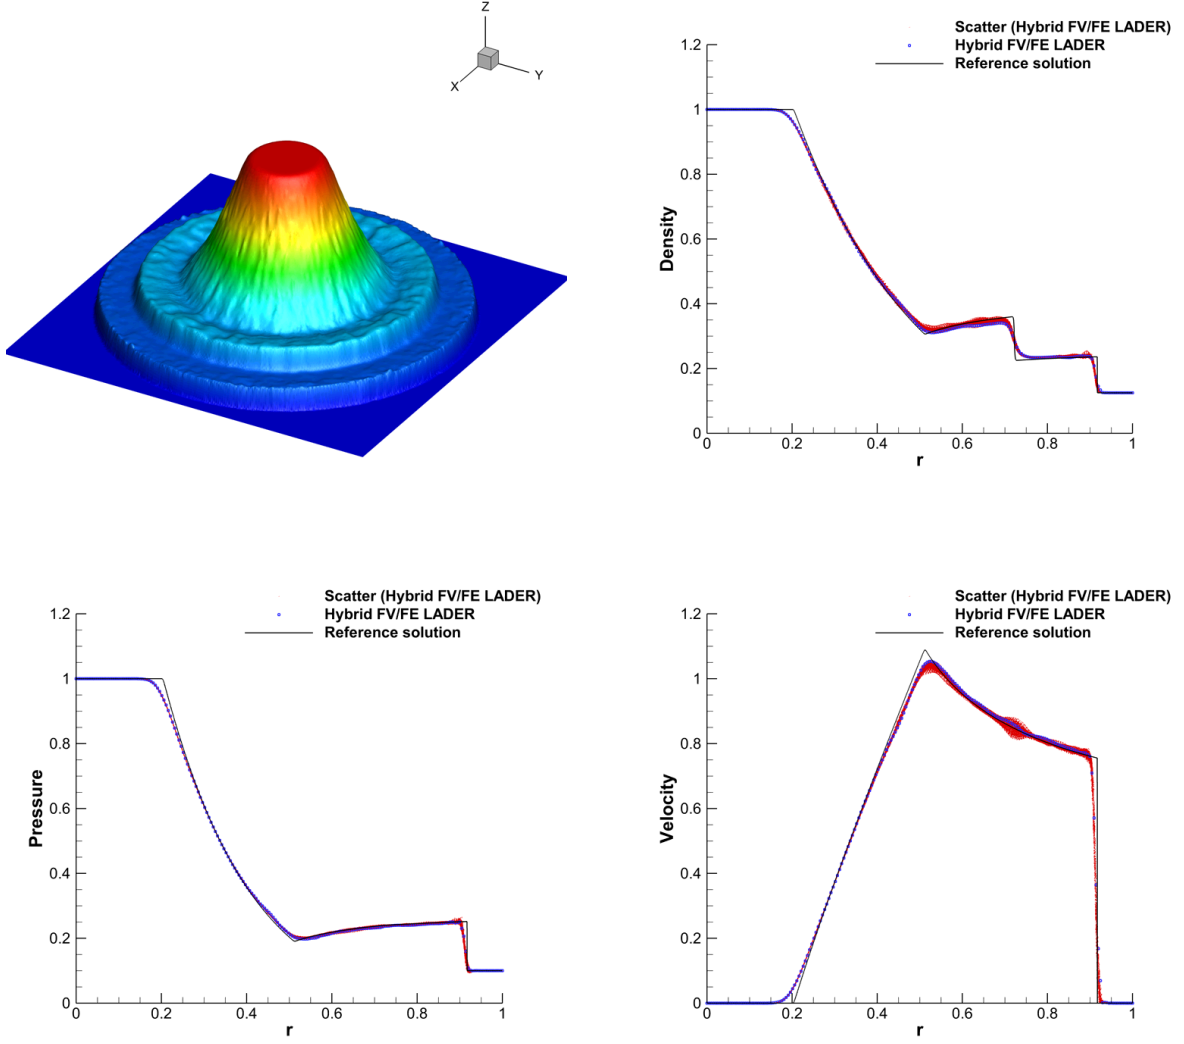 Z
X
Y
Scatter (Hybrid FV/FE LADER)
Hybrid FV/FE LADER
Reference solution
1.2
1
0.8
0.6
0.4
0.2
0
Density
0 0.2 0.4 0.6 0.8 1
r
Scatter (Hybrid FV/FE LADER)
Hybrid FV/FE LADER
Reference solution
1.2
1
0.8
0.6
0.4
0.2
0
Pressure
0 0.2 0.4 0.6 0.8 1
r
Scatter (Hybrid FV/FE LADER)
Hybrid FV/FE LADER
Reference solution
1.2
1
0.8
0.6
0.4
0.2
0
Velocity
0 0.2 0.4 0.6 0.8 1
r